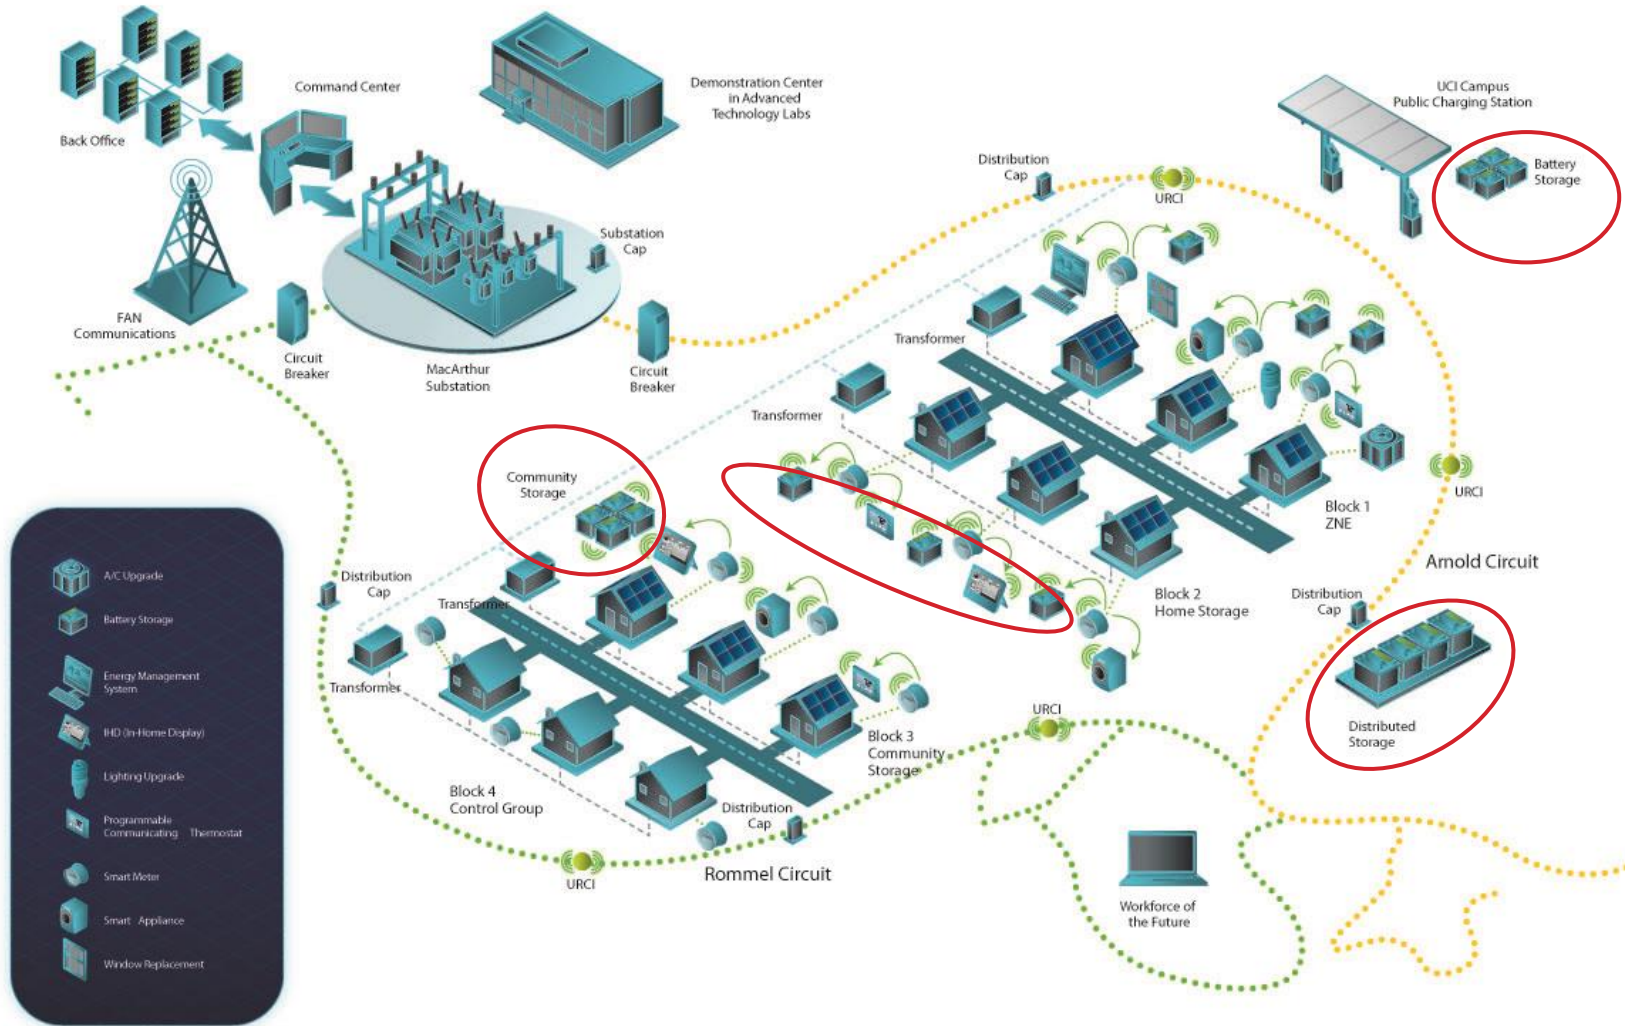 Back Office
Command Center
Demonstration Center
in Advanced
Technology Labs
UCI Campus
Public Charging Station
Battery
Storage
Distribution
Cap
URCI
Substation
Cap
FAN
Communications
Circuit
Breaker
MacArthur
Substation
Circuit
Breaker
Transformer
Transformer
URCI
Block 1
ZNE
Arnold Circuit
Community
Storage
Block 2
Home Storage
Distribution
Cap
Distributed
Storage
Distribution
Cap
Transformer
Transformer
URCI
Block 3
Community
Storage
Block 4
Control Group
Distribution
Cap
Rommel Circuit
URCI
Workforce of
the Future
A/C Upgrade
Battery Storage
Energy Management
System
IHD (In-Home Display)
Lighting Upgrade
Programmable
Communicating Thermostat
Smart Meter
Smart Appliance
Window Replacement